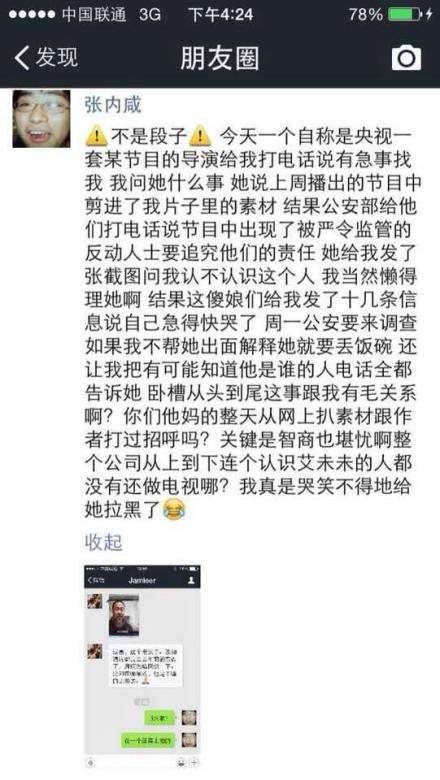 中国联通 3G 下午4:24 78%
发现 朋友圈
张内咸
⚠️不是段子⚠️ 今天一个自称是央视一
套某节目的导演给我打电话说有急事找
我 我问她什么事 她说上周播出的节目中
剪进了我片子里的素材 结果公安部给他
们打电话说节目中出现了被严令监管的
反动人士要追究他们的责任 她给我发了
张截图问我认不认识这个人 我当然懒得
理她啊 结果这傻娘们给我发了十几条信
息说自己急得快哭了 周一公安要来调查
如果我不帮她出面解释她就要丢饭碗 还
让我把有可能知道他是谁的人电话全都
告诉她 卧槽从头到尾这事跟我有毛关系
啊？你们他妈的整天从网上扒素材跟作
者打过招呼吗？关键是智商也堪忧啊整
个公司从上到下连个认识艾未未的人都
没有还做电视哪？我真是哭笑不得地给
她拉黑了😂
收起
Jamleer